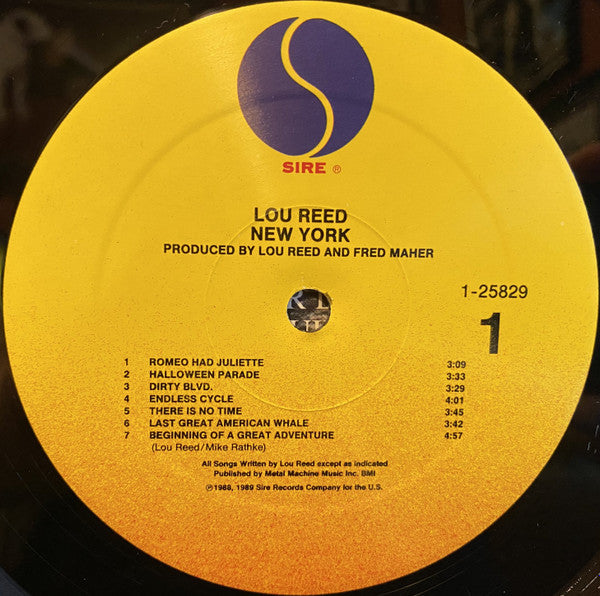 SIRE ®
LOU REED
NEW YORK
PRODUCED BY LOU REED AND FRED MAHER
1-25829
1
1 ROMEO HAD JULIETTE 3:09
2 HALLOWEEN PARADE 3:33
3 DIRTY BLVD. 3:29
4 ENDLESS CYCLE 4:01
5 THERE IS NO TIME 3:45
6 LAST GREAT AMERICAN WHALE 3:42
7 BEGINNING OF A GREAT ADVENTURE 4:57
(Lou Reed/Mike Rathke)
All Songs Written by Lou Reed except as indicated
Published by Metal Machine Music Inc. BMI
℗1988, 1989 Sire Records Company for the U.S.